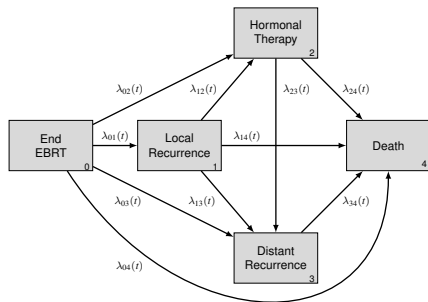 Hormonal
Therapy
2
λ02(t)
λ12(t)
λ23(t)
λ24(t)
End
EBRT
0
λ01(t)
Local
Recurrence
1
λ14(t)
Death
4
λ03(t)
λ13(t)
λ34(t)
Distant
Recurrence
3
λ04(t)